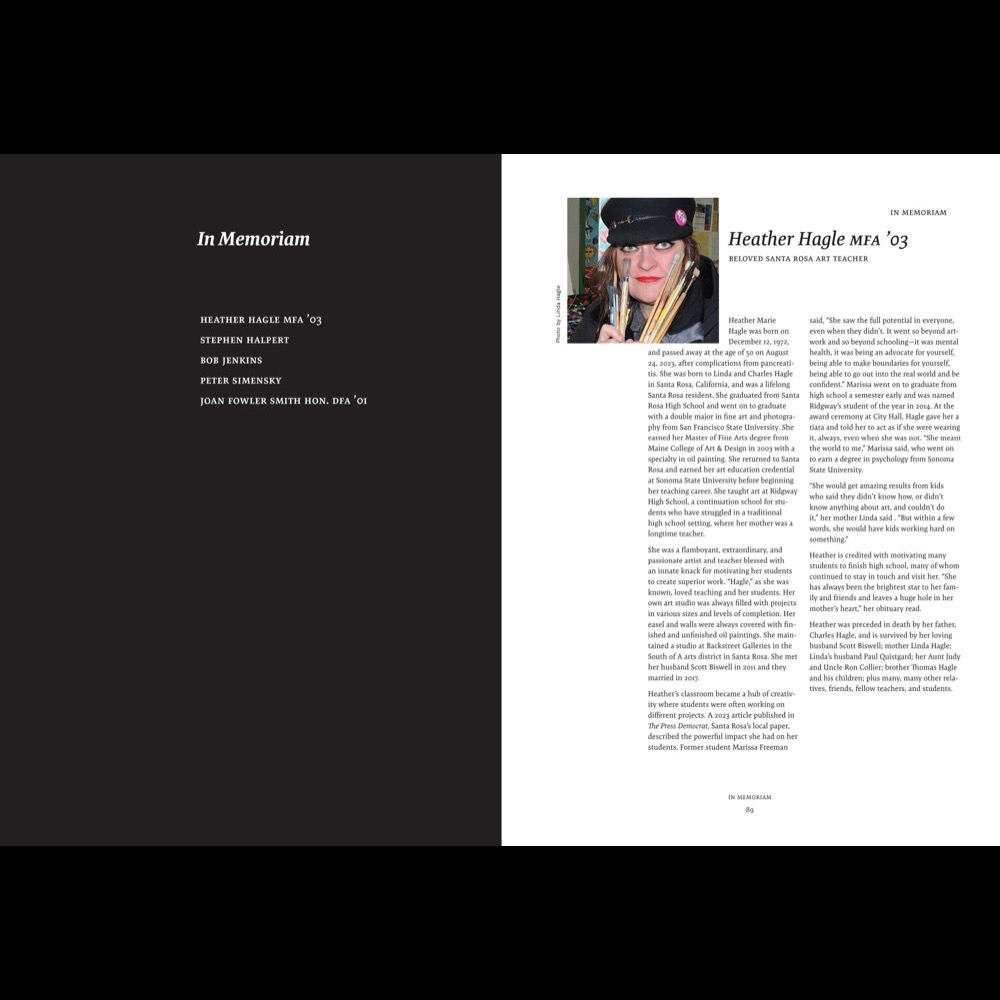 In Memoriam
HEATHER HAGLE MFA ’03
STEPHEN HALPERT
BOB JENKINS
PETER SIMENSKY
JOAN FOWLER SMITH HON. DFA ’01
IN MEMORIAM
Heather Hagle MFA ’03
BELOVED SANTA ROSA ART TEACHER
Photo by Linda Hagle
Heather Marie
Hagle was born on
December 12, 1972,
and passed away at the age of 50 on August
24, 2023, after complications from pancreati-
tis. She was born to Linda and Charles Hagle
in Santa Rosa, California, and was a lifelong
Santa Rosa resident. She graduated from Santa
Rosa High School and went on to graduate
with a double major in fine art and photogra-
phy from San Francisco State University. She
earned her Master of Fine Arts degree from
Maine College of Art & Design in 2003 with a
specialty in oil painting. She returned to Santa
Rosa and earned her art education credential
at Sonoma State University before beginning
her teaching career. She taught art at Ridgway
High School, a continuation school for stu-
dents who have struggled in a traditional
high school setting, where her mother was a
longtime teacher.
She was a flamboyant, extraordinary, and
passionate artist and teacher blessed with
an innate knack for motivating her students
to create superior work. “Hagle,” as she was
known, loved teaching and her students. Her
own art studio was always filled with projects
in various sizes and levels of completion. Her
easel and walls were always covered with fin-
ished and unfinished oil paintings. She main-
tained a studio at Backstreet Galleries in the
South of A arts district in Santa Rosa. She met
her husband Scott Biswell in 2011 and they
married in 2017.
Heather’s classroom became a hub of creativ-
ity where students were often working on
different projects. A 2023 article published in
The Press Democrat, Santa Rosa’s local paper,
described the powerful impact she had on her
students. Former student Marissa Freeman
said, “She saw the full potential in everyone,
even when they didn’t. It went so beyond art-
work and so beyond schooling—it was mental
health, it was being an advocate for yourself,
being able to make boundaries for yourself,
being able to go out into the real world and be
confident.” Marissa went on to graduate from
high school a semester early and was named
Ridgway’s student of the year in 2014. At the
award ceremony at City Hall, Hagle gave her a
tiara and told her to act as if she were wearing
it, always, even when she was not. “She meant
the world to me,” Marissa said, who went on
to earn a degree in psychology from Sonoma
State University.
“She would get amazing results from kids
who said they didn’t know how, or didn’t
know anything about art, and couldn’t do
it,” her mother Linda said . “But within a few
words, she would have kids working hard on
something.”
Heather is credited with motivating many
students to finish high school, many of whom
continued to stay in touch and visit her. “She
has always been the brightest star to her fam-
ily and friends and leaves a huge hole in her
mother’s heart,” her obituary read.
Heather was preceded in death by her father,
Charles Hagle, and is survived by her loving
husband Scott Biswell; mother Linda Hagle;
Linda’s husband Paul Quistgard; her Aunt Judy
and Uncle Ron Collier; brother Thomas Hagle
and his children; plus many, many other rela-
tives, friends, fellow teachers, and students.
IN MEMORIAM
89